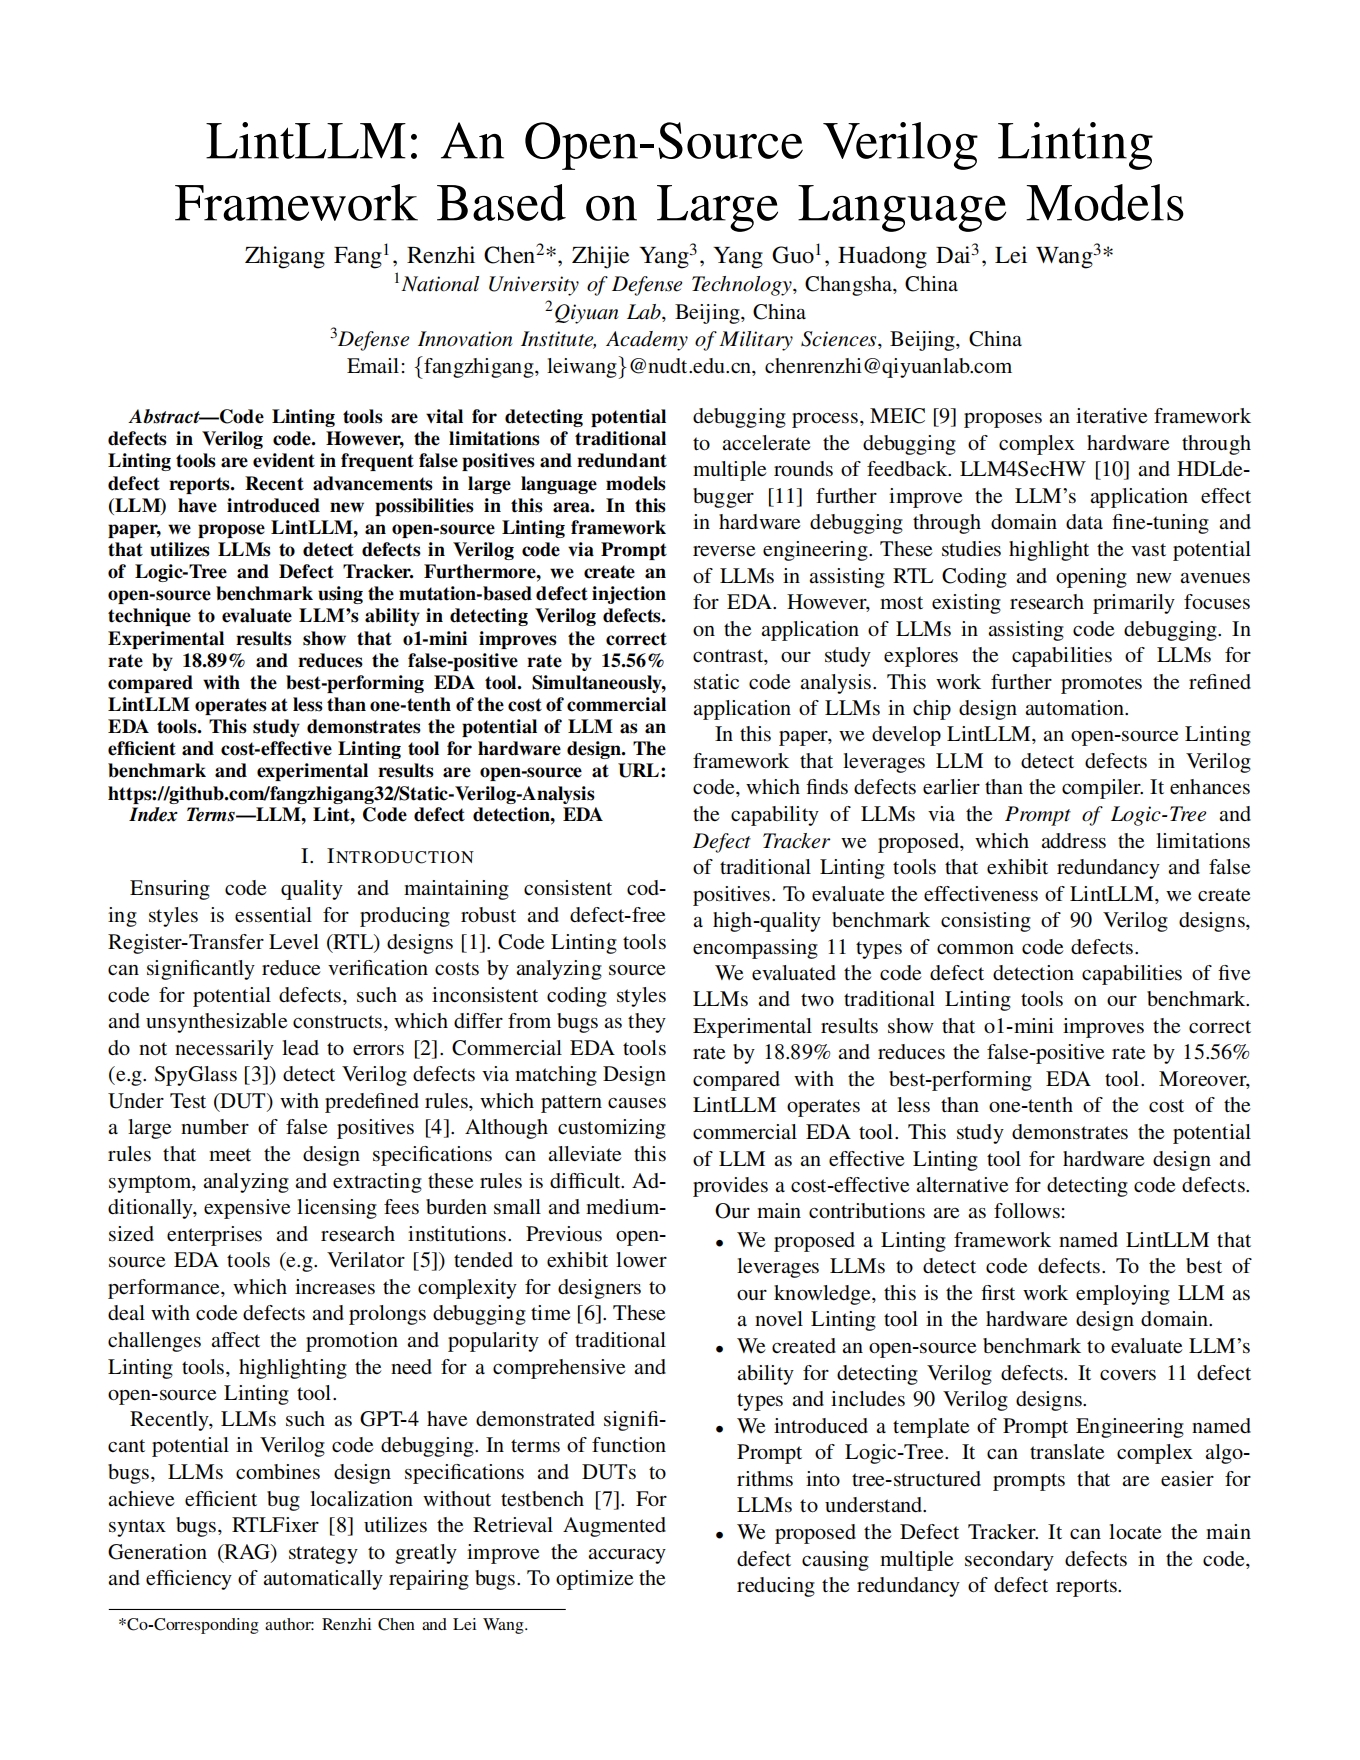 LintLLM: An Open-Source Verilog Linting
Framework Based on Large Language Models
Zhigang Fang1, Renzhi Chen2*, Zhijie Yang3, Yang Guo1, Huadong Dai3, Lei Wang3*
1National University of Defense Technology, Changsha, China
2Qiyuan Lab, Beijing, China
3Defense Innovation Institute, Academy of Military Sciences, Beijing, China
Email: {fangzhigang, leiwang}@nudt.edu.cn, chenrenzhi@qiyuanlab.com
Abstract—Code Linting tools are vital for detecting potential
defects in Verilog code. However, the limitations of traditional
Linting tools are evident in frequent false positives and redundant
defect reports. Recent advancements in large language models
(LLM) have introduced new possibilities in this area. In this
paper, we propose LintLLM, an open-source Linting framework
that utilizes LLMs to detect defects in Verilog code via Prompt
of Logic-Tree and Defect Tracker. Furthermore, we create an
open-source benchmark using the mutation-based defect injection
technique to evaluate LLM's ability in detecting Verilog defects.
Experimental results show that o1-mini improves the correct
rate by 18.89% and reduces the false-positive rate by 15.56%
compared with the best-performing EDA tool. Simultaneously,
LintLLM operates at less than one-tenth of the cost of commercial
EDA tools. This study demonstrates the potential of LLM as an
efficient and cost-effective Linting tool for hardware design. The
benchmark and experimental results are open-source at URL:
https://github.com/fangzhigang32/Static-Verilog-Analysis
Index Terms—LLM, Lint, Code defect detection, EDA
I. INTRODUCTION
Ensuring code quality and maintaining consistent cod-
ing styles is essential for producing robust and defect-free
Register-Transfer Level (RTL) designs [1]. Code Linting tools
can significantly reduce verification costs by analyzing source
code for potential defects, such as inconsistent coding styles
and unsynthesizable constructs, which differ from bugs as they
do not necessarily lead to errors [2]. Commercial EDA tools
(e.g. SpyGlass [3]) detect Verilog defects via matching Design
Under Test (DUT) with predefined rules, which pattern causes
a large number of false positives [4]. Although customizing
rules that meet the design specifications can alleviate this
symptom, analyzing and extracting these rules is difficult. Ad-
ditionally, expensive licensing fees burden small and medium-
sized enterprises and research institutions. Previous open-
source EDA tools (e.g. Verilator [5]) tended to exhibit lower
performance, which increases the complexity for designers to
deal with code defects and prolongs debugging time [6]. These
challenges affect the promotion and popularity of traditional
Linting tools, highlighting the need for a comprehensive and
open-source Linting tool.
Recently, LLMs such as GPT-4 have demonstrated signifi-
cant potential in Verilog code debugging. In terms of function
bugs, LLMs combines design specifications and DUTs to
achieve efficient bug localization without testbench [7]. For
syntax bugs, RTLFixer [8] utilizes the Retrieval Augmented
Generation (RAG) strategy to greatly improve the accuracy
and efficiency of automatically repairing bugs. To optimize the
*Co-Corresponding author: Renzhi Chen and Lei Wang.
debugging process, MEIC [9] proposes an iterative framework
to accelerate the debugging of complex hardware through
multiple rounds of feedback. LLM4SecHW [10] and HDLde-
bugger [11] further improve the LLM's application effect
in hardware debugging through domain data fine-tuning and
reverse engineering. These studies highlight the vast potential
of LLMs in assisting RTL Coding and opening new avenues
for EDA. However, most existing research primarily focuses
on the application of LLMs in assisting code debugging. In
contrast, our study explores the capabilities of LLMs for
static code analysis. This work further promotes the refined
application of LLMs in chip design automation.
In this paper, we develop LintLLM, an open-source Linting
framework that leverages LLM to detect defects in Verilog
code, which finds defects earlier than the compiler. It enhances
the capability of LLMs via the Prompt of Logic-Tree and
Defect Tracker we proposed, which address the limitations
of traditional Linting tools that exhibit redundancy and false
positives. To evaluate the effectiveness of LintLLM, we create
a high-quality benchmark consisting of 90 Verilog designs,
encompassing 11 types of common code defects.
We evaluated the code defect detection capabilities of five
LLMs and two traditional Linting tools on our benchmark.
Experimental results show that o1-mini improves the correct
rate by 18.89% and reduces the false-positive rate by 15.56%
compared with the best-performing EDA tool. Moreover,
LintLLM operates at less than one-tenth of the cost of the
commercial EDA tool. This study demonstrates the potential
of LLM as an effective Linting tool for hardware design and
provides a cost-effective alternative for detecting code defects.
Our main contributions are as follows:
• We proposed a Linting framework named LintLLM that
leverages LLMs to detect code defects. To the best of
our knowledge, this is the first work employing LLM as
a novel Linting tool in the hardware design domain.
• We created an open-source benchmark to evaluate LLM's
ability for detecting Verilog defects. It covers 11 defect
types and includes 90 Verilog designs.
• We introduced a template of Prompt Engineering named
Prompt of Logic-Tree. It can translate complex algo-
rithms into tree-structured prompts that are easier for
LLMs to understand.
• We proposed the Defect Tracker. It can locate the main
defect causing multiple secondary defects in the code,
reducing the redundancy of defect reports.